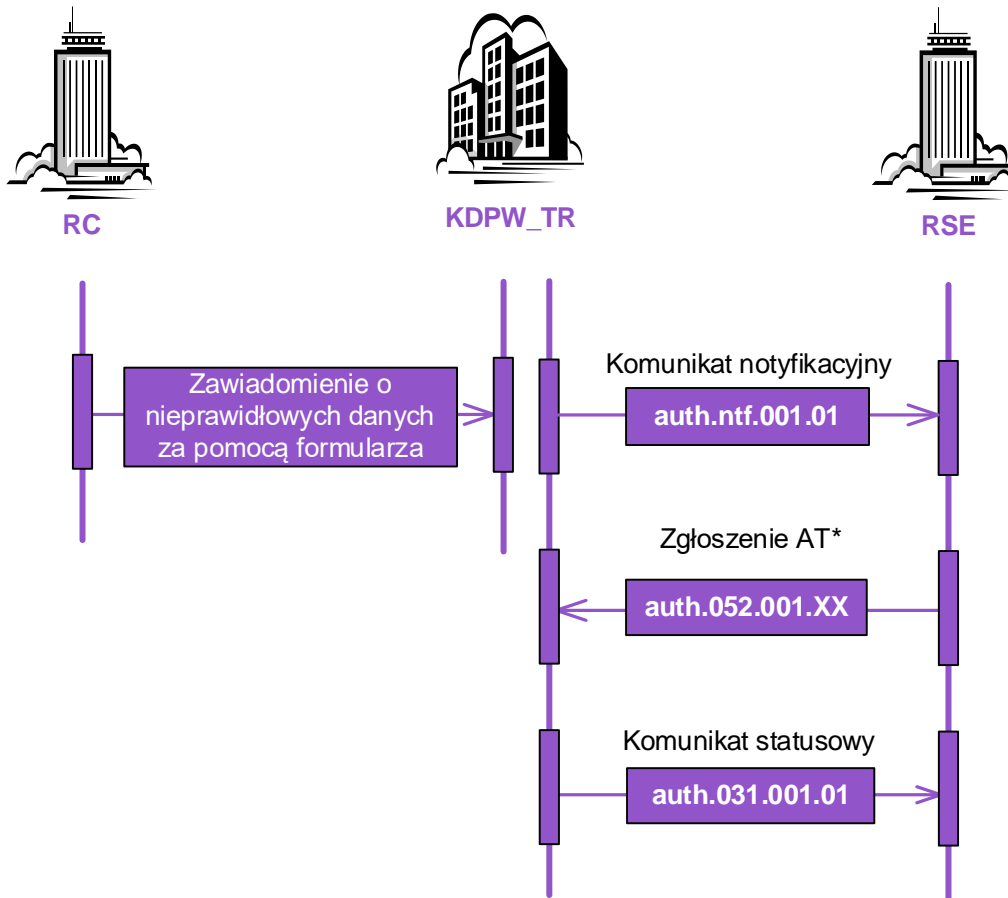 RC
KDPW_TR
RSE
Zawiadomienie o
nieprawidłowych danych
za pomocą formularza
Komunikat notyfikacyjny
auth.ntf.001.01
Zgłoszenie AT*
auth.052.001.XX
Komunikat statusowy
auth.031.001.01